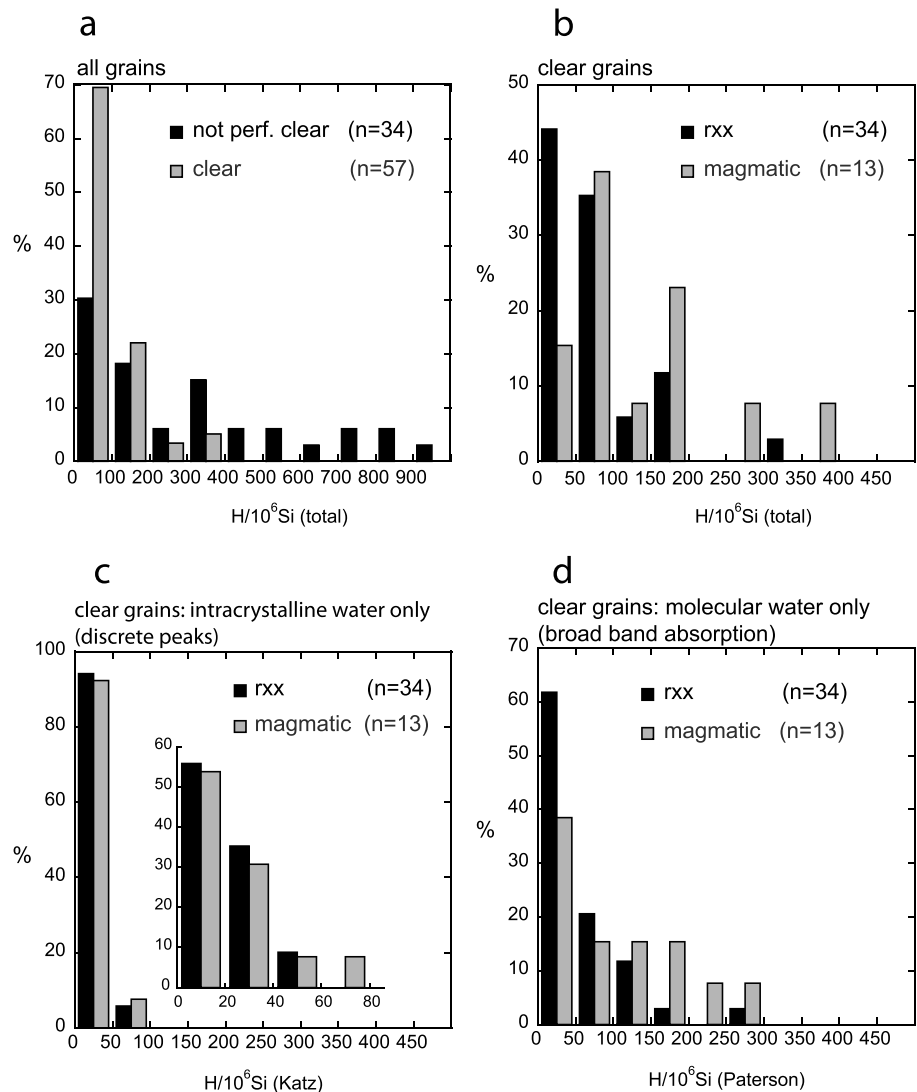 a
all grains
70
60
50
40
30
20
10
0
%
not perf. clear (n=34)
clear (n=57)
0 100 200 300 400 500 600 700 800 900
H/10⁶Si (total)
b
clear grains
50
40
30
20
10
0
%
rxx (n=34)
magmatic (n=13)
0 50 100 150 200 250 300 350 400 450
H/10⁶Si (total)
c
clear grains: intracrystalline water only
(discrete peaks)
100
80
60
40
20
0
%
rxx (n=34)
magmatic (n=13)
60
50
40
30
20
10
0
0 20 40 60 80
0 50 100 150 200 250 300 350 400 450
H/10⁶Si (Katz)
d
clear grains: molecular water only
(broad band absorption)
70
60
50
40
30
20
10
0
%
rxx (n=34)
magmatic (n=13)
0 50 100 150 200 250 300 350 400 450
H/10⁶Si (Paterson)